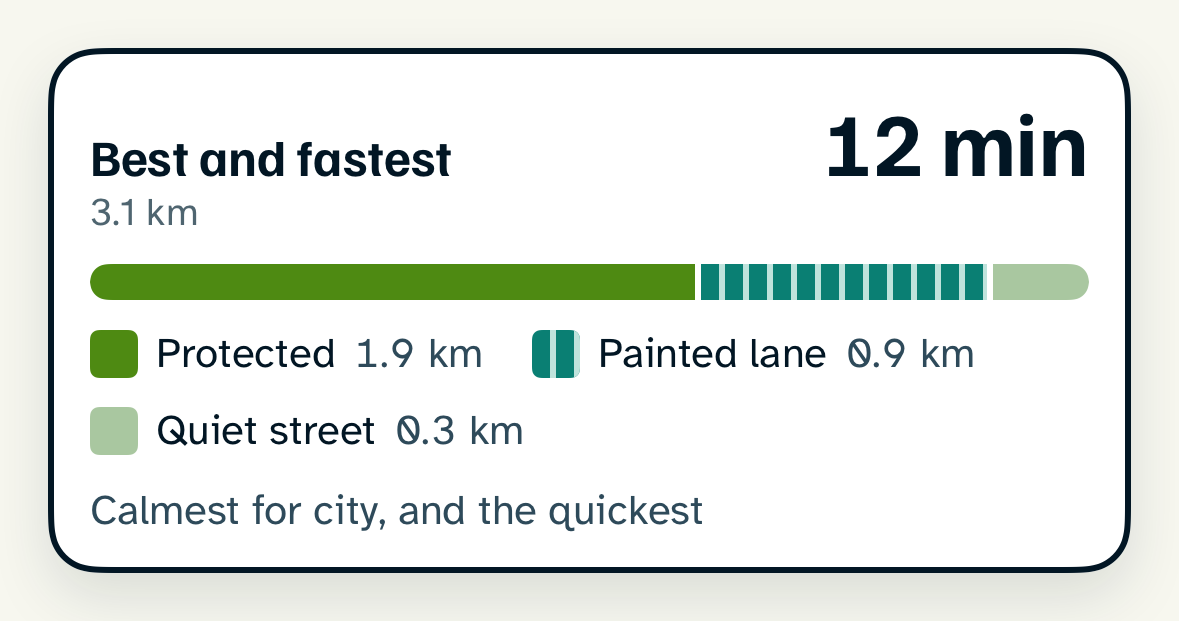 Best and fastest 12 min
3.1 km
Protected 1.9 km Painted lane 0.9 km
Quiet street 0.3 km
Calmest for city, and the quickest